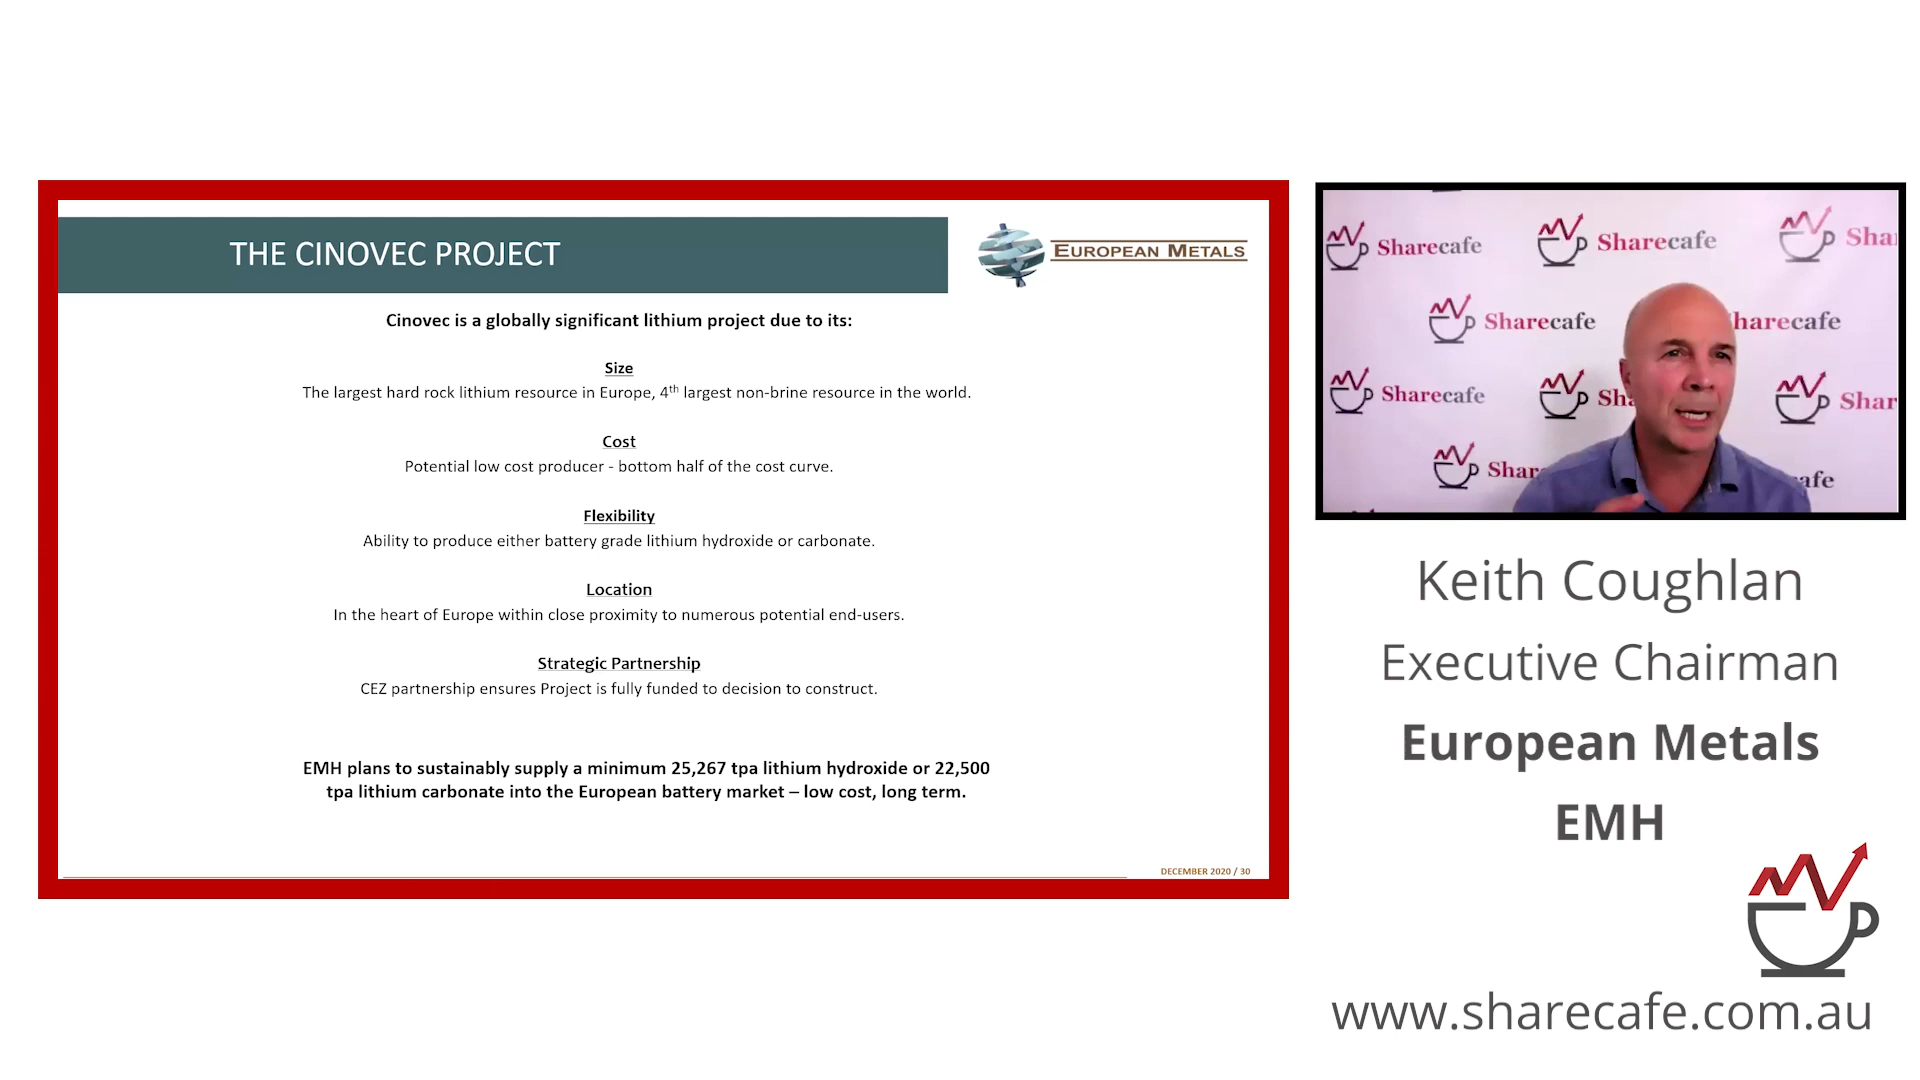 THE CINOVEC PROJECT
EUROPEAN METALS
Cinovec is a globally significant lithium project due to its:
Size
The largest hard rock lithium resource in Europe, 4th largest non-brine resource in the world.
Cost
Potential low cost producer - bottom half of the cost curve.
Flexibility
Ability to produce either battery grade lithium hydroxide or carbonate.
Location
In the heart of Europe within close proximity to numerous potential end-users.
Strategic Partnership
CEZ partnership ensures Project is fully funded to decision to construct.
EMH plans to sustainably supply a minimum 25,267 tpa lithium hydroxide or 22,500
tpa lithium carbonate into the European battery market – low cost, long term.
DECEMBER 2020 / 30
Sharecafe Sharecafe Sha
Sharecafe harecafe
Sharecafe Sha Shar
Shar afe
Keith Coughlan
Executive Chairman
European Metals
EMH
www.sharecafe.com.au